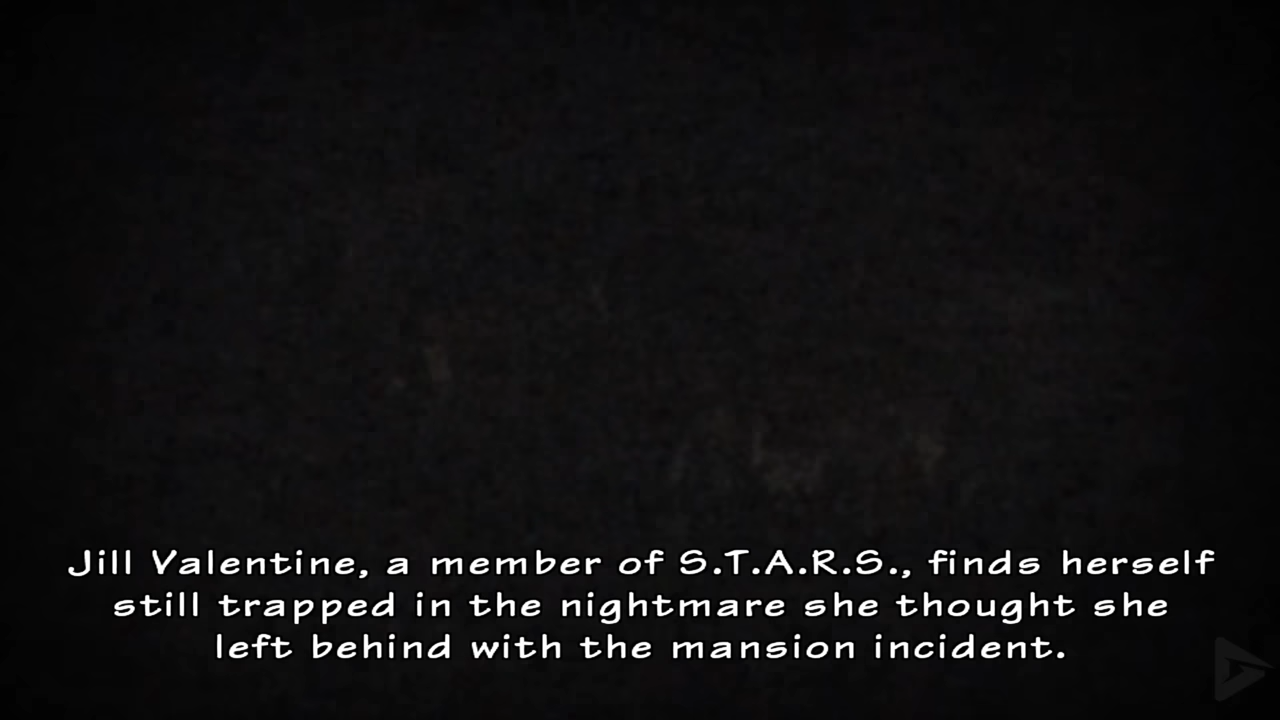 Jill Valentine, a member of S.T.A.R.S., finds herself
still trapped in the nightmare she thought she
left behind with the mansion incident.